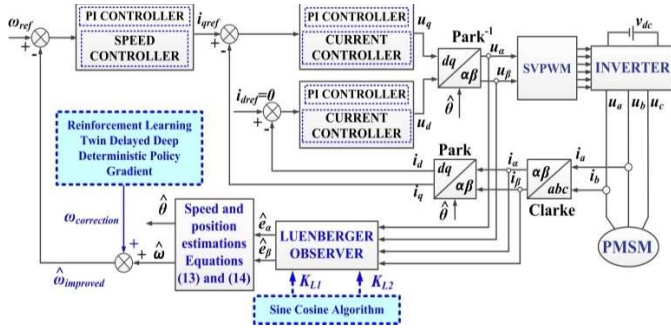 ω_ref
+
-
PI CONTROLLER
SPEED
CONTROLLER
i_qref
+
-
PI CONTROLLER
CURRENT
CONTROLLER
u_q
Park⁻¹
dq
αβ
θ̂
u_α
u_β
SVPWM
v_dc
INVERTER
u_a
u_b
u_c
i_dref=0
+
-
PI CONTROLLER
CURRENT
CONTROLLER
u_d
Park
dq
αβ
θ̂
i_d
i_q
i_α
i_β
αβ
abc
Clarke
i_a
i_b
PMSM
Reinforcement Learning
Twin Delayed Deep
Deterministic Policy
Gradient
ω_correction
+
+
ω̂_improved
θ̂
ω̂
Speed and
position
estimations
Equations
(13) and (14)
ê_α
ê_β
LUENBERGER
OBSERVER
K_L1
K_L2
Sine Cosine Algorithm